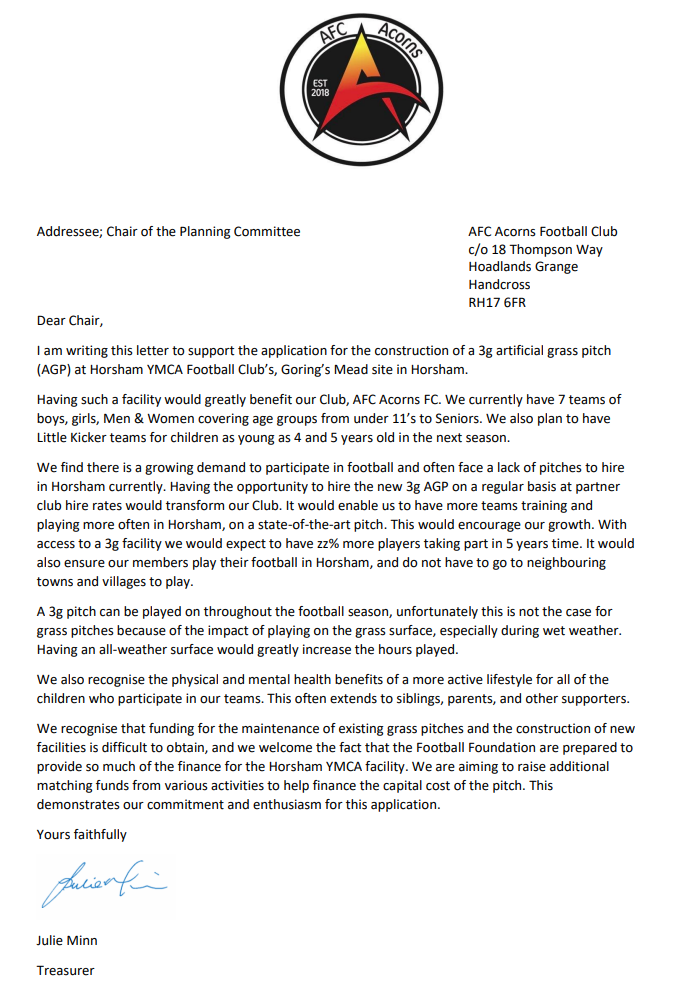 AFC Acorns
EST
2018
Addressee; Chair of the Planning Committee
AFC Acorns Football Club
c/o 18 Thompson Way
Hoadlands Grange
Handcross
RH17 6FR
Dear Chair,
I am writing this letter to support the application for the construction of a 3g artificial grass pitch
(AGP) at Horsham YMCA Football Club’s, Goring’s Mead site in Horsham.
Having such a facility would greatly benefit our Club, AFC Acorns FC. We currently have 7 teams of
boys, girls, Men & Women covering age groups from under 11’s to Seniors. We also plan to have
Little Kicker teams for children as young as 4 and 5 years old in the next season.
We find there is a growing demand to participate in football and often face a lack of pitches to hire
in Horsham currently. Having the opportunity to hire the new 3g AGP on a regular basis at partner
club hire rates would transform our Club. It would enable us to have more teams training and
playing more often in Horsham, on a state-of-the-art pitch. This would encourage our growth. With
access to a 3g facility we would expect to have zz% more players taking part in 5 years time. It would
also ensure our members play their football in Horsham, and do not have to go to neighbouring
towns and villages to play.
A 3g pitch can be played on throughout the football season, unfortunately this is not the case for
grass pitches because of the impact of playing on the grass surface, especially during wet weather.
Having an all-weather surface would greatly increase the hours played.
We also recognise the physical and mental health benefits of a more active lifestyle for all of the
children who participate in our teams. This often extends to siblings, parents, and other supporters.
We recognise that funding for the maintenance of existing grass pitches and the construction of new
facilities is difficult to obtain, and we welcome the fact that the Football Foundation are prepared to
provide so much of the finance for the Horsham YMCA facility. We are aiming to raise additional
matching funds from various activities to help finance the capital cost of the pitch. This
demonstrates our commitment and enthusiasm for this application.
Yours faithfully
Julie Minn
Treasurer